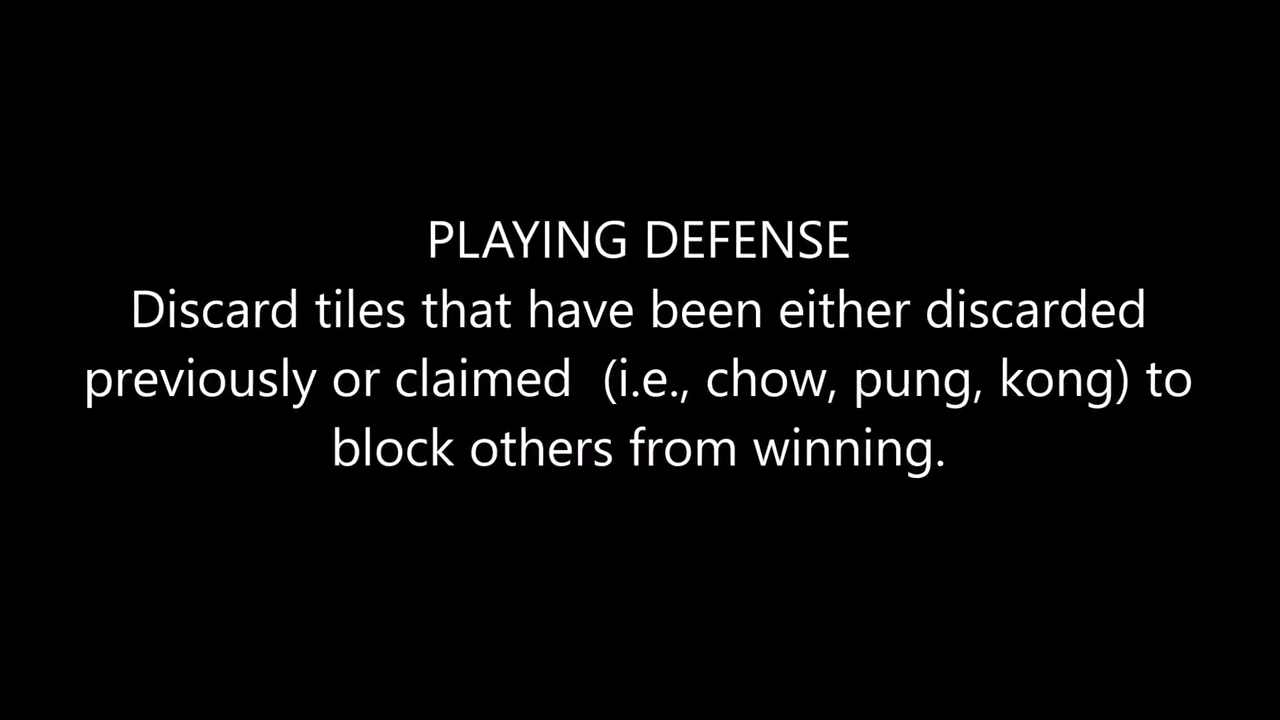 PLAYING DEFENSE
Discard tiles that have been either discarded
previously or claimed  (i.e., chow, pung, kong) to
block others from winning.